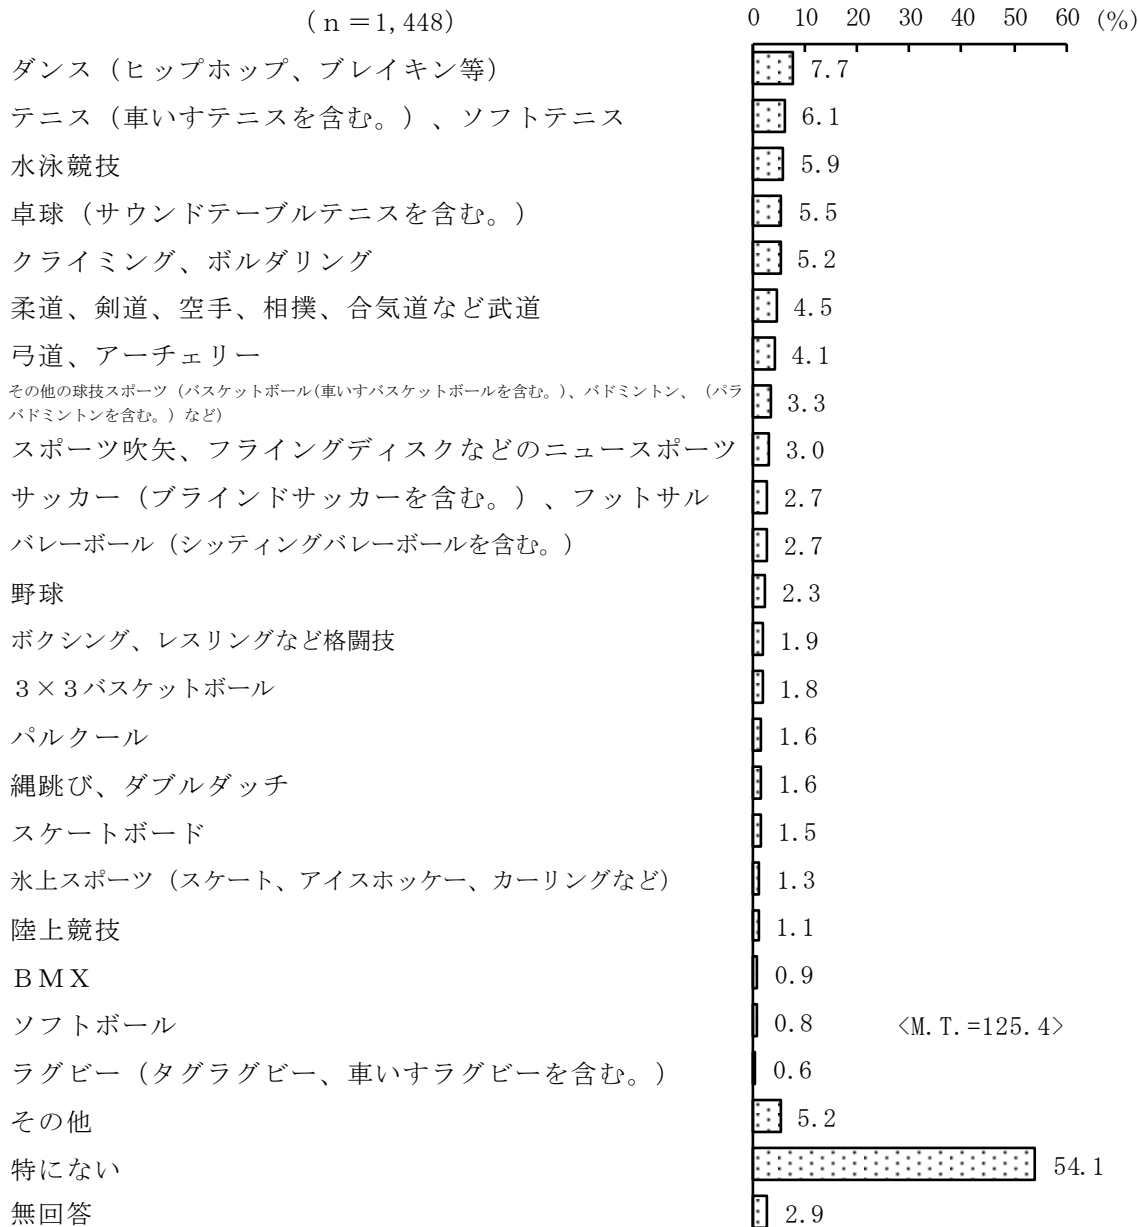 （ｎ＝1,448） 0 10 20 30 40 50 60 (%)
ダンス（ヒップホップ、ブレイキン等） 7.7
テニス（車いすテニスを含む。）、ソフトテニス 6.1
水泳競技 5.9
卓球（サウンドテーブルテニスを含む。） 5.5
クライミング、ボルダリング 5.2
柔道、剣道、空手、相撲、合気道など武道 4.5
弓道、アーチェリー 4.1
その他の球技スポーツ（バスケットボール(車いすバスケットボールを含む。)、バドミントン、（パラ
バドミントンを含む。）など） 3.3
スポーツ吹矢、フライングディスクなどのニュースポーツ 3.0
サッカー（ブラインドサッカーを含む。）、フットサル 2.7
バレーボール（シッティングバレーボールを含む。） 2.7
野球 2.3
ボクシング、レスリングなど格闘技 1.9
３×３バスケットボール 1.8
パルクール 1.6
縄跳び、ダブルダッチ 1.6
スケートボード 1.5
氷上スポーツ（スケート、アイスホッケー、カーリングなど） 1.3
陸上競技 1.1
ＢＭＸ 0.9
ソフトボール 0.8 <M.T.=125.4>
ラグビー（タグラグビー、車いすラグビーを含む。） 0.6
その他 5.2
特にない 54.1
無回答 2.9